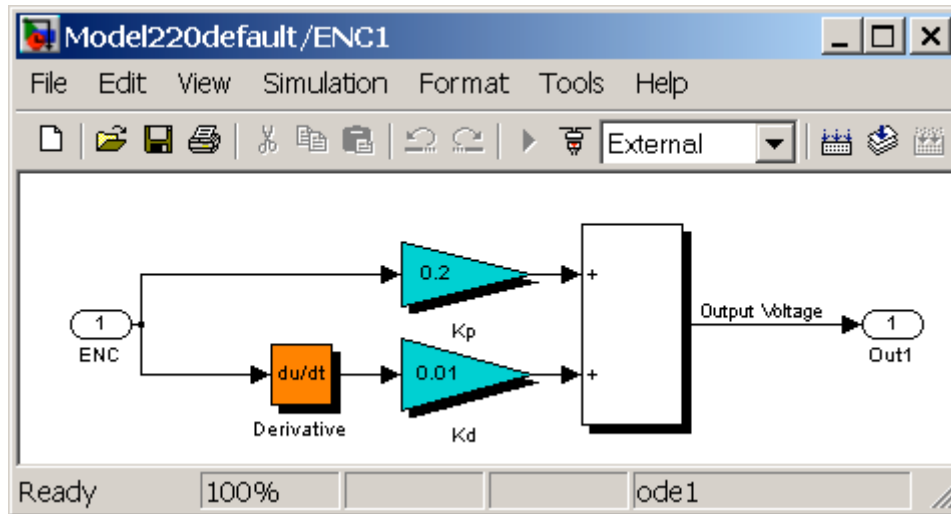 Model220default/ENC1
File Edit View Simulation Format Tools Help
External
0.2
Kp
+
1
ENC
Output Voltage
1
Out1
du/dt
Derivative
0.01
Kd
+
Ready 100% ode1